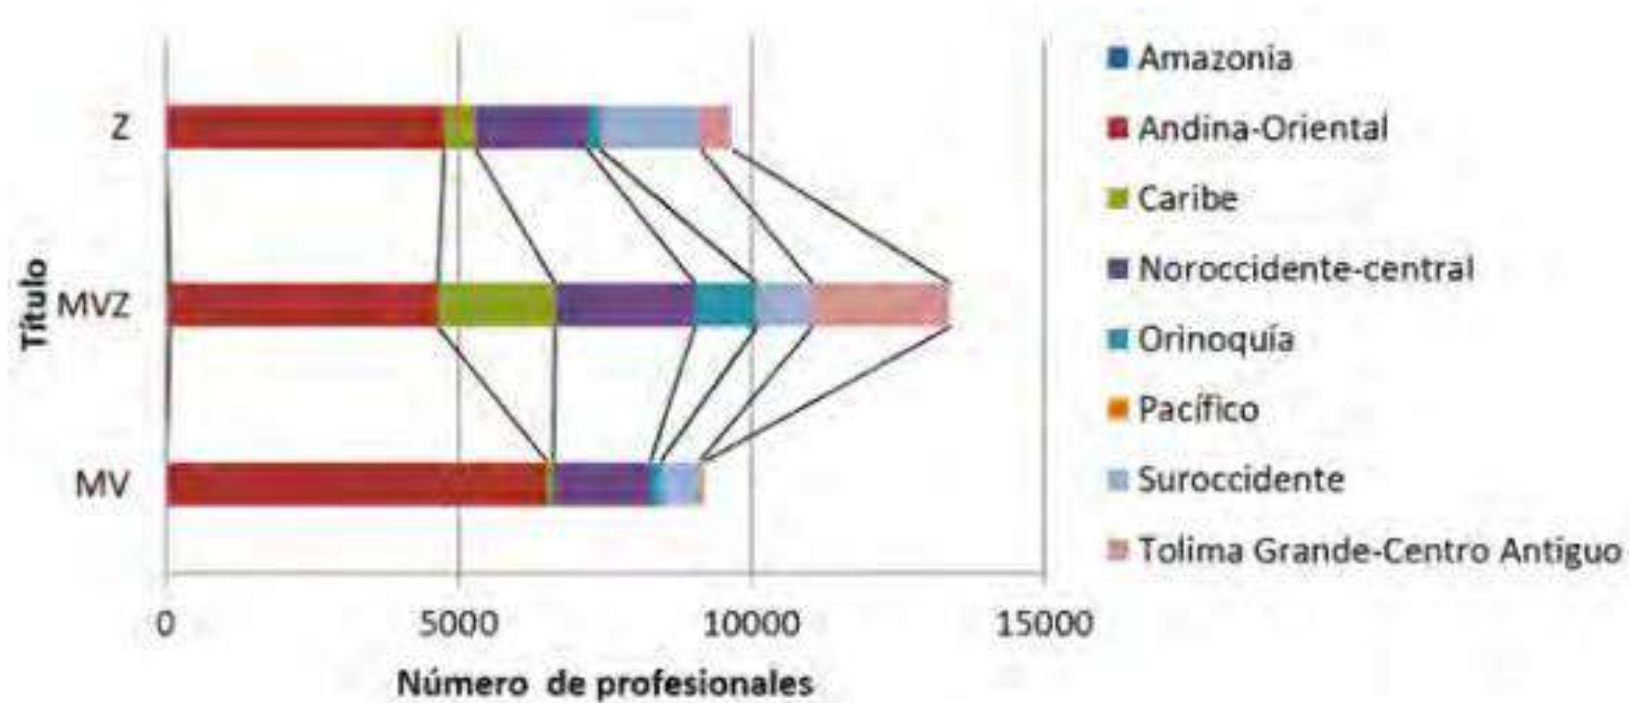 Título
Z
MVZ
MV
0 5000 10000 15000
Número de profesionales
Amazonia
Andina-Oriental
Caribe
Noroccidente-central
Orinoquía
Pacífico
Suroccidente
Tolima Grande-Centro Antiguo